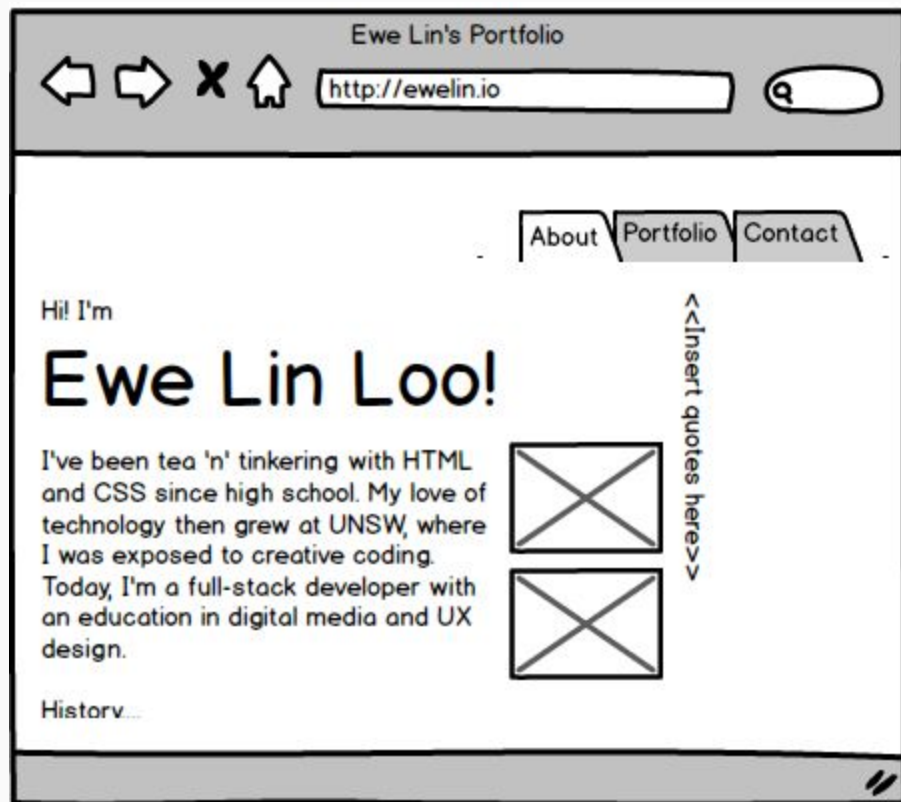 Ewe Lin's Portfolio
http://ewelin.io
About Portfolio Contact
Hi! I'm
Ewe Lin Loo!
I've been tea 'n' tinkering with HTML
and CSS since high school. My love of
technology then grew at UNSW, where
I was exposed to creative coding.
Today, I'm a full-stack developer with
an education in digital media and UX
design.
History...
<<Insert quotes here>>